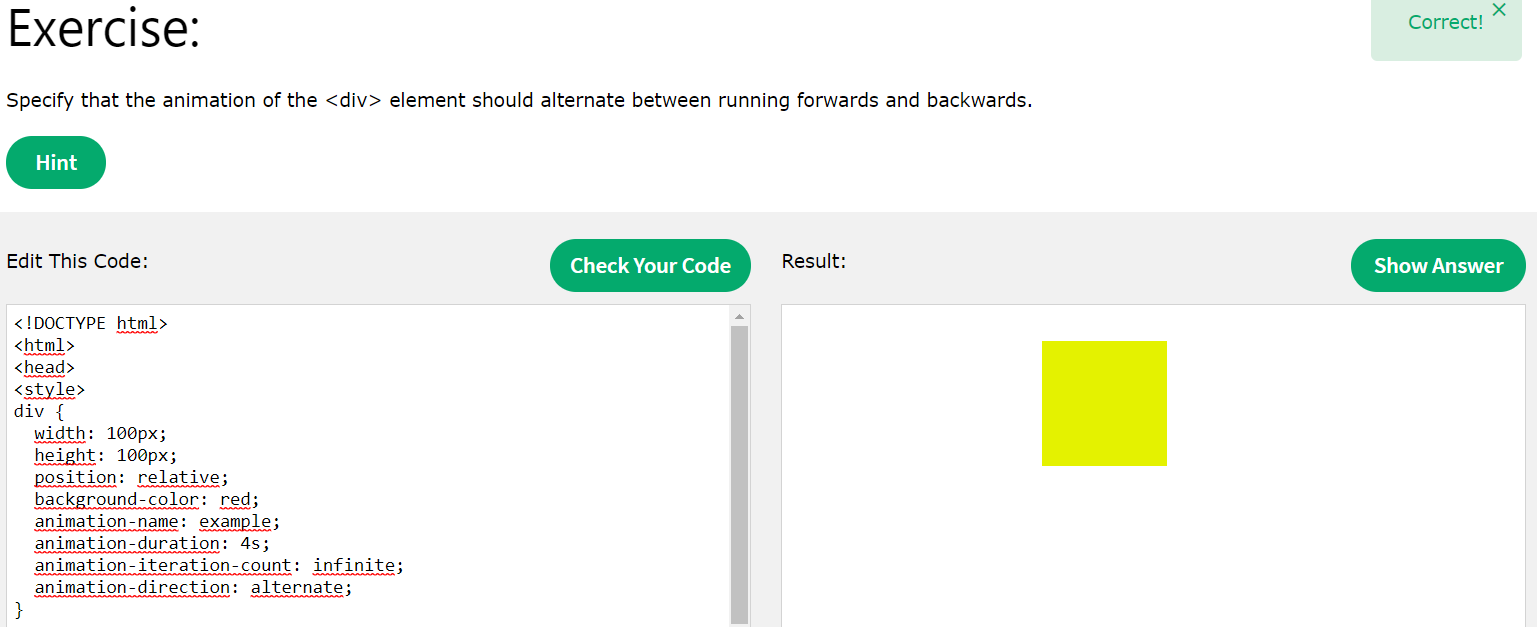 Exercise:
Correct! ×
Specify that the animation of the <div> element should alternate between running forwards and backwards.
Hint
Edit This Code:
Check Your Code
Result:
Show Answer
<!DOCTYPE html>
<html>
<head>
<style>
div {
  width: 100px;
  height: 100px;
  position: relative;
  background-color: red;
  animation-name: example;
  animation-duration: 4s;
  animation-iteration-count: infinite;
  animation-direction: alternate;
}